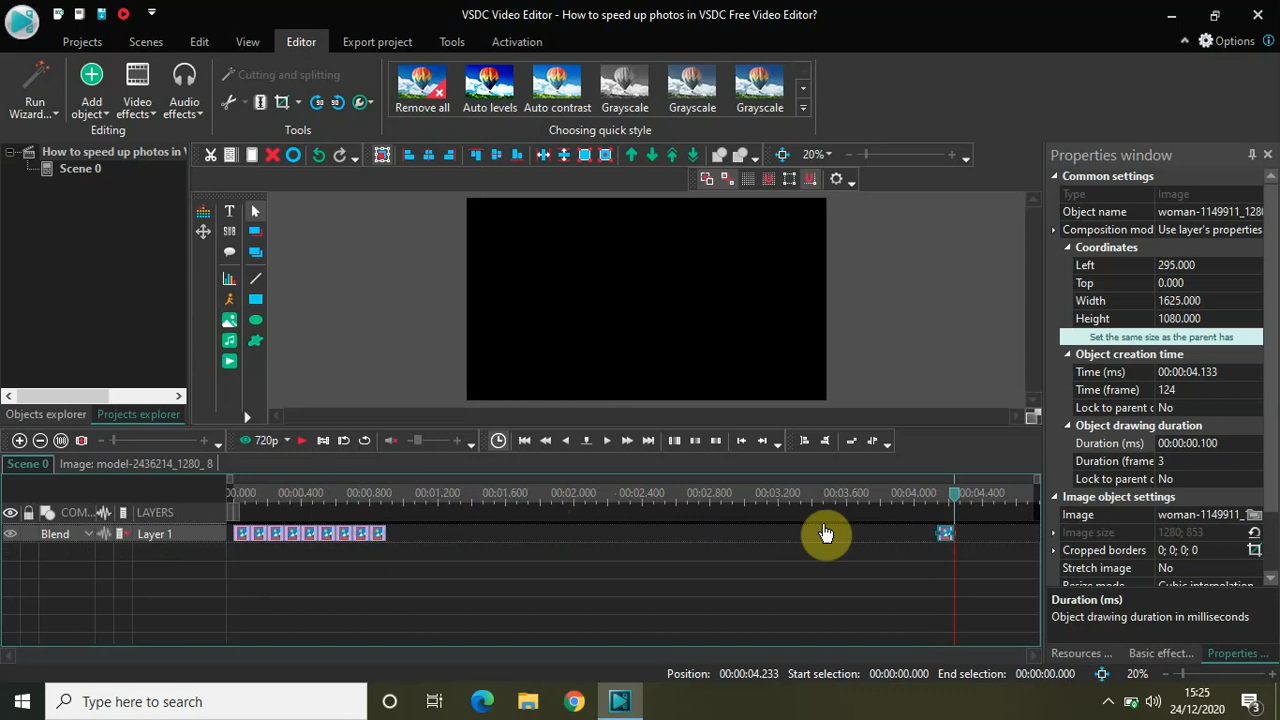 VSDC Video Editor - How to speed up photos in VSDC Free Video Editor?
Projects Scenes Edit View Editor Export project Tools Activation Options
Run Wizard...
Add object
Video effects
Audio effects
Editing
Cutting and splitting
Tools
Remove all
Auto levels
Auto contrast
Grayscale
Grayscale
Grayscale
Choosing quick style
How to speed up photos in V
Scene 0
20%
Objects explorer Projects explorer
T
Properties window
Common settings
Type Image
Object name woman-1149911_1280
Composition mod Use layer's properties
Coordinates
Left 295.000
Top 0.000
Width 1625.000
Height 1080.000
Set the same size as the parent has
Object creation time
Time (ms) 00:00:04.133
Time (frame) 124
Lock to parent d No
Object drawing duration
Duration (ms) 00:00:00.100
Duration (frame 3
Lock to parent d No
Image object settings
Image woman-1149911_
Image size 1280; 853
Cropped borders 0; 0; 0; 0
Stretch image No
Resize mode Cubic interpolation
Duration (ms)
Object drawing duration in milliseconds
Resources ... Basic effect... Properties ...
720p
Scene 0 Image: model-2436214_1280_ 8
0.000 00:00.400 00:00.800 00:01.200 00:01.600 00:02.000 00:02.400 00:02.800 00:03.200 00:03.600 00:04.000 00:04.400
COM... LAYERS
Blend Layer 1
Position: 00:00:04.233 Start selection: 00:00:00.000 End selection: 00:00:00.000 20%
Type here to search
15:25
24/12/2020
3